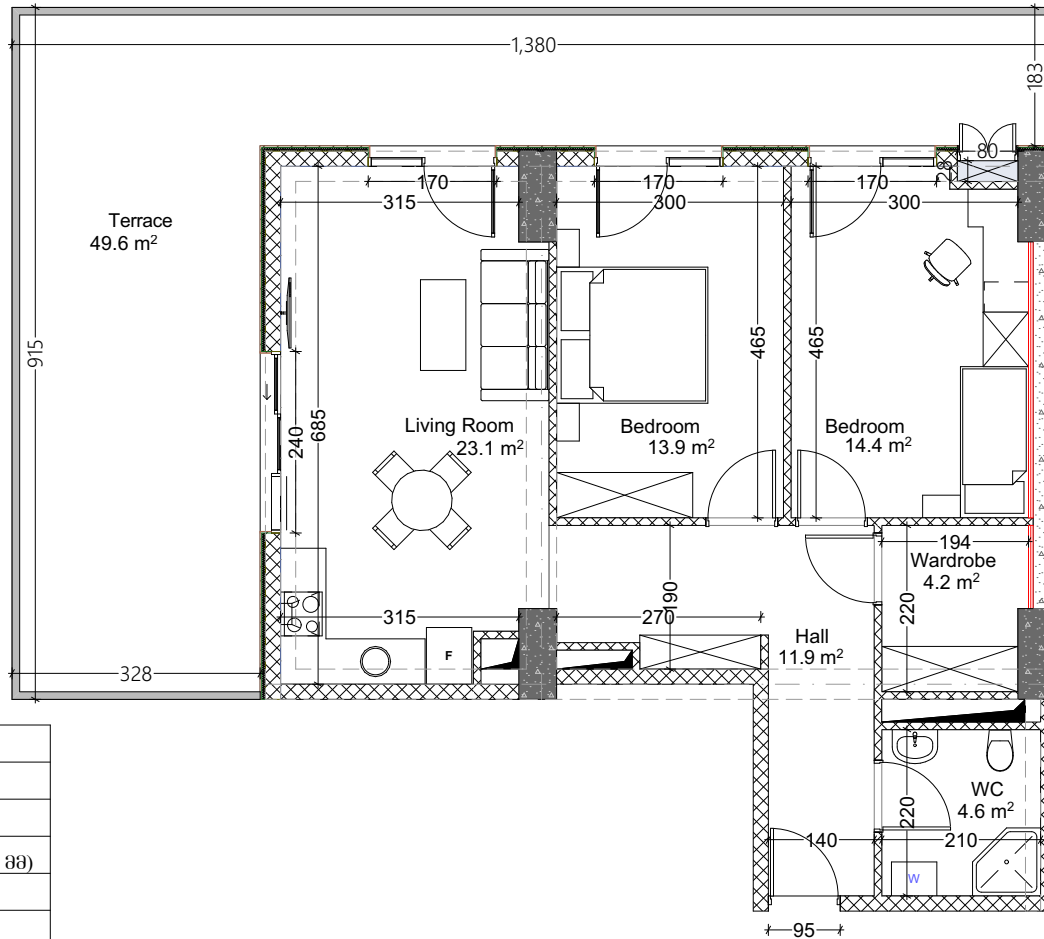 1,380
183
80
28
170
170
170
315
300
300
Terrace
49.6 m²
915
465
465
685
240
Living Room
23.1 m²
Bedroom
13.9 m²
Bedroom
14.4 m²
194
Wardrobe
4.2 m²
190
220
315
270
Hall
11.9 m²
F
328
WC
4.6 m²
220
140
210
W
მმ)
95